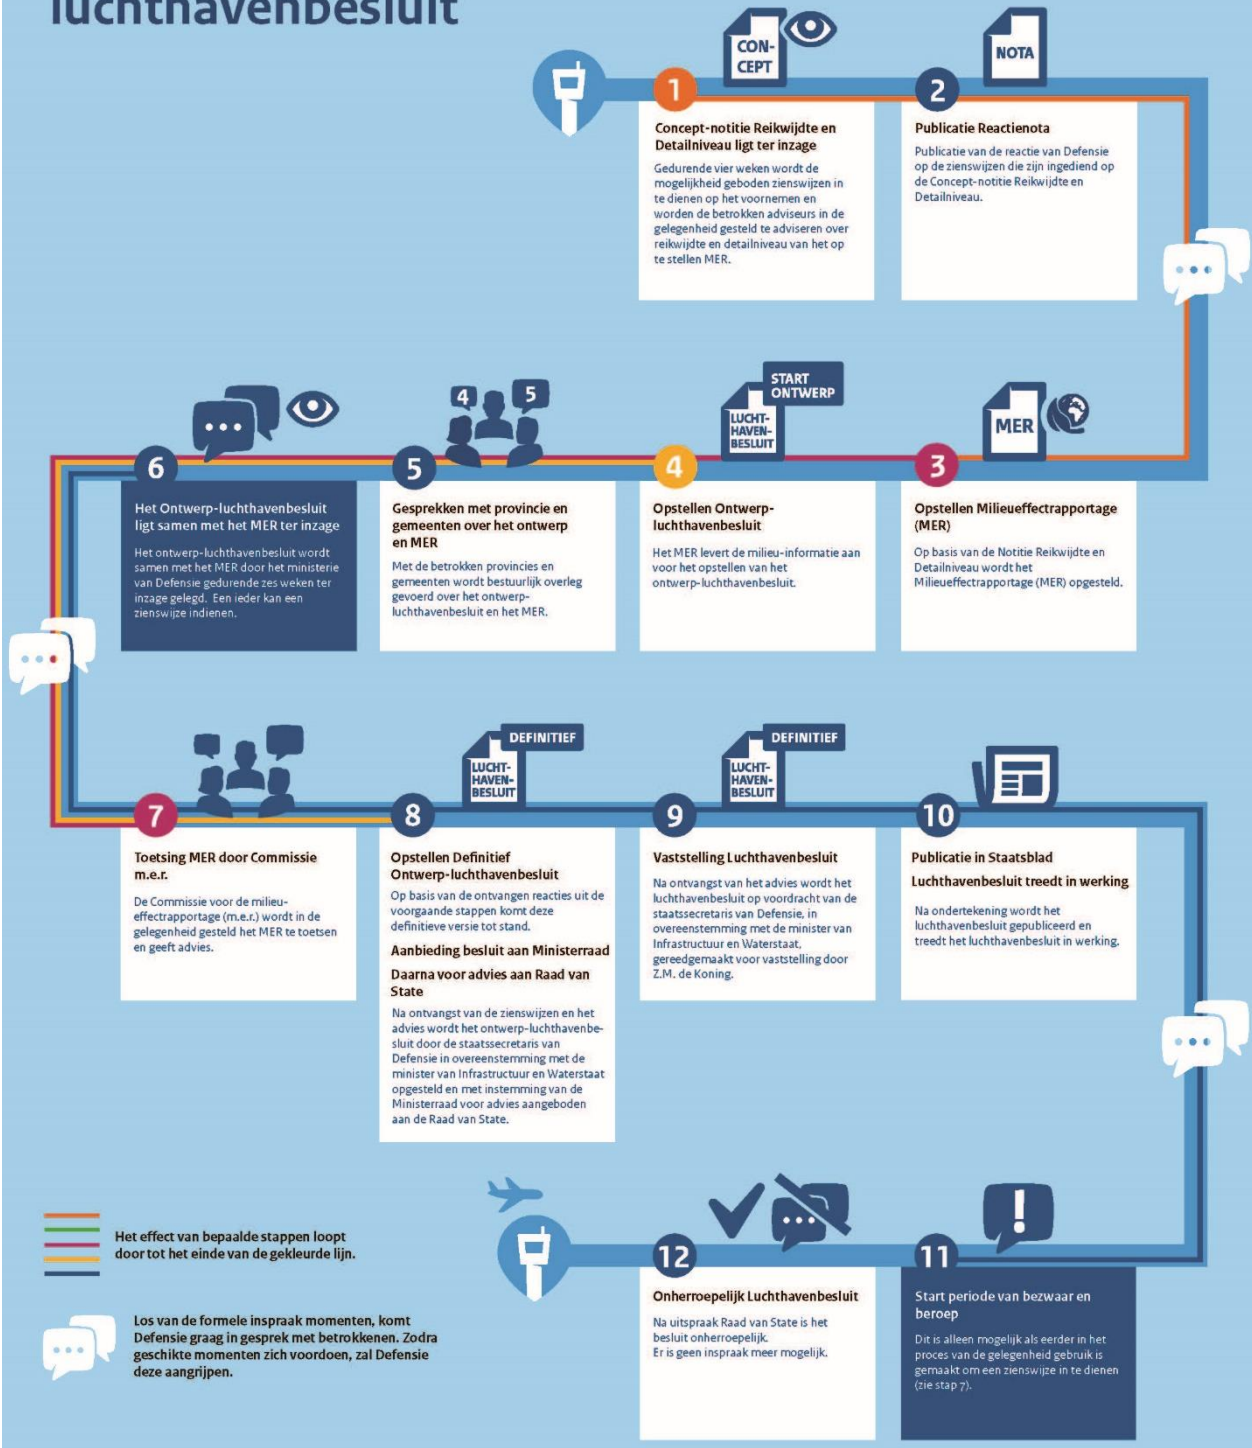 luchthavenbesluit
CON-
CEPT
NOTA
1
2
Concept-notitie Reikwijdte en
Detailniveau ligt ter inzage
Gedurende vier weken wordt de
mogelijkheid geboden zienswijzen in
te dienen op het voornemen en
worden de betrokken adviseurs in de
gelegenheid gesteld te adviseren over
reikwijdte en detailniveau van het op
te stellen MER.
Publicatie Reactienota
Publicatie van de reactie van Defensie
op de zienswijzen die zijn ingediend op
de Concept-notitie Reikwijdte en
Detailniveau.
4
5
START
ONTWERP
LUCHT-
HAVEN-
BESLUIT
MER
6
5
4
3
Het Ontwerp-luchthavenbesluit
ligt samen met het MER ter inzage
Het ontwerp-luchthavenbesluit wordt
samen met het MER door het ministerie
van Defensie gedurende zes weken ter
inzage gelegd. Een ieder kan een
zienswijze indienen.
Gesprekken met provincie en
gemeenten over het ontwerp
en MER
Met de betrokken provincies en
gemeenten wordt bestuurlijk overleg
gevoerd over het ontwerp-
luchthavenbesluit en het MER.
Opstellen Ontwerp-
luchthavenbesluit
Het MER levert de milieu-informatie aan
voor het opstellen van het
ontwerp-luchthavenbesluit.
Opstellen Milieueffectrapportage
(MER)
Op basis van de Notitie Reikwijdte en
Detailniveau wordt het
Milieueffectrapportage (MER) opgesteld.
DEFINITIEF
LUCHT-
HAVEN-
BESLUIT
DEFINITIEF
LUCHT-
HAVEN-
BESLUIT
7
8
9
10
Toetsing MER door Commissie
m.e.r.
De Commissie voor de milieu-
effectrapportage (m.e.r.) wordt in de
gelegenheid gesteld het MER te toetsen
en geeft advies.
Opstellen Definitief
Ontwerp-luchthavenbesluit
Op basis van de ontvangen reacties uit de
voorgaande stappen komt deze
definitieve versie tot stand.
Aanbieding besluit aan Ministerraad
Daarna voor advies aan Raad van
State
Na ontvangst van de zienswijzen en het
advies wordt het ontwerp-luchthavenbe-
sluit door de staatssecretaris van
Defensie in overeenstemming met de
minister van Infrastructuur en Waterstaat
opgesteld en met instemming van de
Ministerraad voor advies aangeboden
aan de Raad van State.
Vaststelling Luchthavenbesluit
Na ontvangst van het advies wordt het
luchthavenbesluit op voordracht van de
staatssecretaris van Defensie, in
overeenstemming met de minister van
Infrastructuur en Waterstaat,
gereedgemaakt voor vaststelling door
Z.M. de Koning.
Publicatie in Staatsblad
Luchthavenbesluit treedt in werking
Na ondertekening wordt het
luchthavenbesluit gepubliceerd en
treedt het luchthavenbesluit in werking.
Het effect van bepaalde stappen loopt
door tot het einde van de gekleurde lijn.
Los van de formele inspraak momenten, komt
Defensie graag in gesprek met betrokkenen. Zodra
geschikte momenten zich voordoen, zal Defensie
deze aangrijpen.
!
12
11
Onherroepelijk Luchthavenbesluit
Na uitspraak Raad van State is het
besluit onherroepelijk.
Er is geen inspraak meer mogelijk.
Start periode van bezwaar en
beroep
Dit is alleen mogelijk als eerder in het
proces van de gelegenheid gebruik is
gemaakt om een zienswijze in te dienen
(zie stap 7).